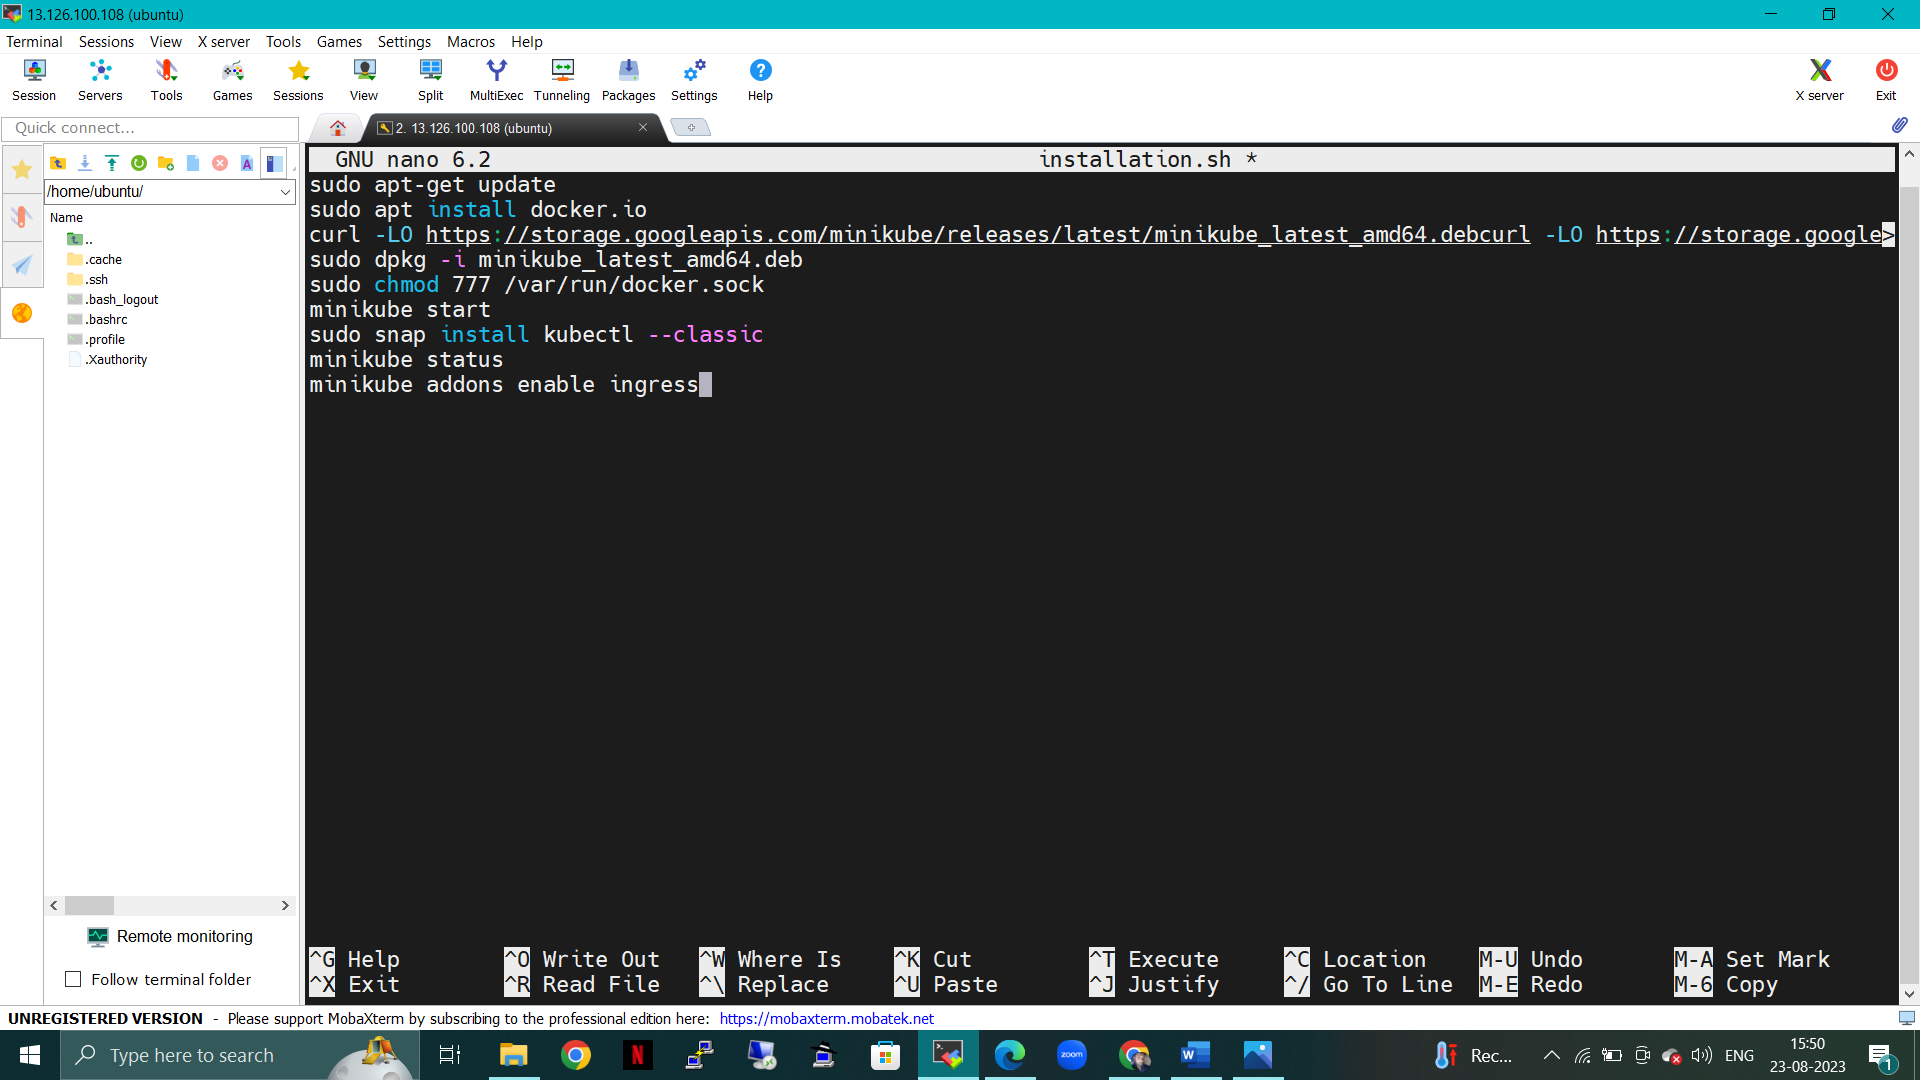 13.126.100.108 (ubuntu)
Terminal Sessions View X server Tools Games Settings Macros Help
Session Servers Tools Games Sessions View Split MultiExec Tunneling Packages Settings Help X server Exit
Quick connect...
2. 13.126.100.108 (ubuntu)
/home/ubuntu/
Name
..
.cache
.ssh
.bash_logout
.bashrc
.profile
.Xauthority
Remote monitoring
Follow terminal folder
GNU nano 6.2 installation.sh *
sudo apt-get update
sudo apt install docker.io
curl -LO https://storage.googleapis.com/minikube/releases/latest/minikube_latest_amd64.debcurl -LO https://storage.google>
sudo dpkg -i minikube_latest_amd64.deb
sudo chmod 777 /var/run/docker.sock
minikube start
sudo snap install kubectl --classic
minikube status
minikube addons enable ingress
^G Help ^O Write Out ^W Where Is ^K Cut ^T Execute ^C Location M-U Undo M-A Set Mark
^X Exit ^R Read File ^\ Replace ^U Paste ^J Justify ^/ Go To Line M-E Redo M-6 Copy
UNREGISTERED VERSION - Please support MobaXterm by subscribing to the professional edition here: https://mobaxterm.mobatek.net
Type here to search
zoom
Rec...
ENG
15:50
23-08-2023
1